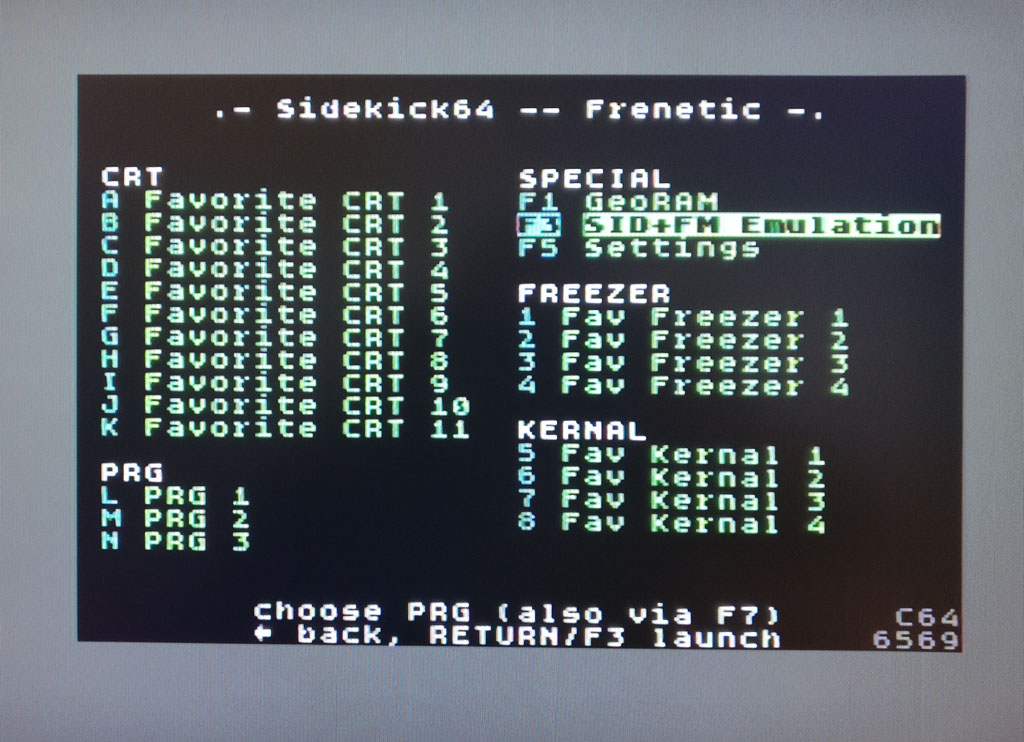 .- Sidekick64 -- Frenetic -.
CRT
A Favorite CRT 1
B Favorite CRT 2
C Favorite CRT 3
D Favorite CRT 4
E Favorite CRT 5
F Favorite CRT 6
G Favorite CRT 7
H Favorite CRT 8
I Favorite CRT 9
J Favorite CRT 10
K Favorite CRT 11
PRG
L PRG 1
M PRG 2
N PRG 3
SPECIAL
F1 GeoRAM
F3 SID+FM Emulation
F5 Settings
FREEZER
1 Fav Freezer 1
2 Fav Freezer 2
3 Fav Freezer 3
4 Fav Freezer 4
KERNAL
5 Fav Kernal 1
6 Fav Kernal 2
7 Fav Kernal 3
8 Fav Kernal 4
choose PRG (also via F7)
← back, RETURN/F3 launch
C64
6569